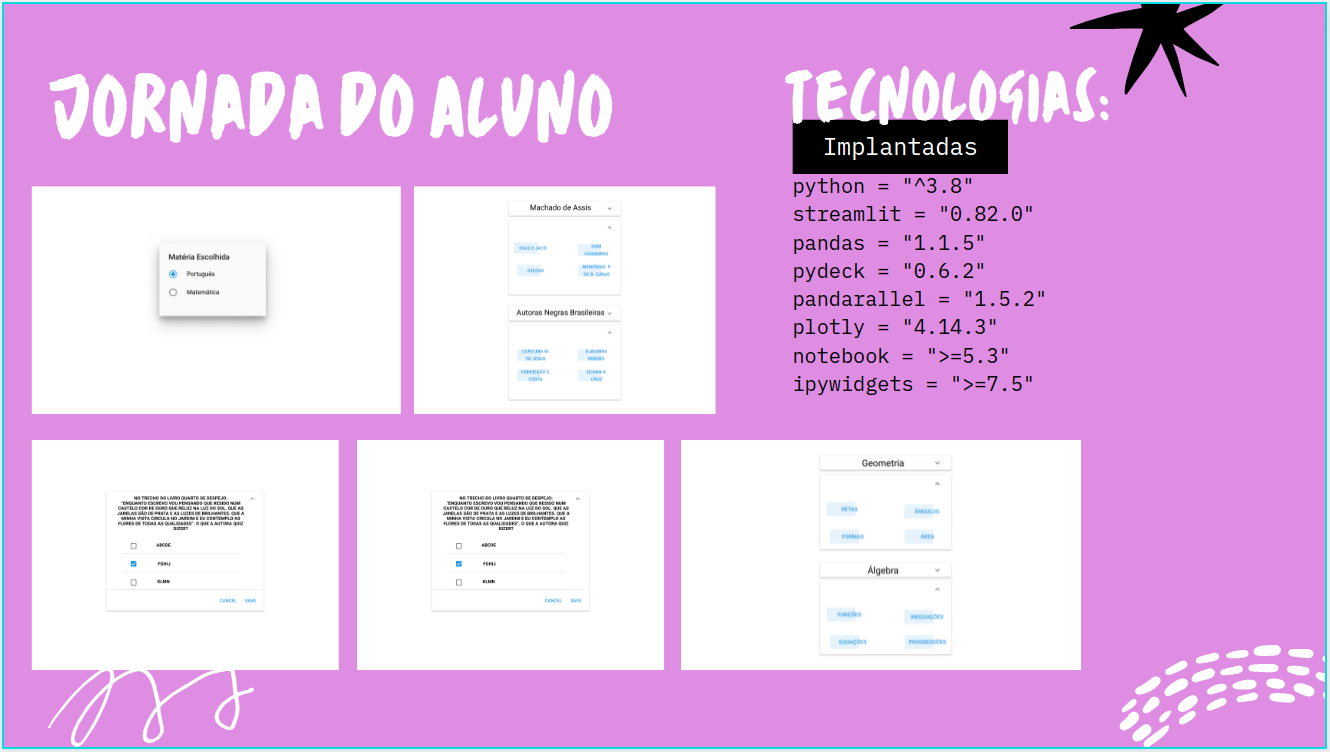 JORNADA DO ALUNO
TECNOLOGIAS:
Implantadas
python = "^3.8"
streamlit = "0.82.0"
pandas = "1.1.5"
pydeck = "0.6.2"
pandarallel = "1.5.2"
plotly = "4.14.3"
notebook = ">=5.3"
ipywidgets = ">=7.5"
Matéria Escolhida
Português
Matemática
Machado de Assis
ESAÚ E JACÓ
DOM
CASMURRO
HELENA
MEMÓRIAS P.
DE B. CUBAS
Autoras Negras Brasileiras
CAROLINA M.
DE JESUS
DJALMIRA
RIBEIRO
CONCEIÇÃO E.
COSTA
ELIANA A.
CRUZ
NO TRECHO DO LIVRO QUARTO DE DESPEJO:
"ENQUANTO ESCREVO VOU PENSANDO QUE RESIDO NUM
CASTELO COR DE OURO QUE RELUZ NA LUZ DO SOL. QUE AS
JANELAS SÃO DE PRATA E AS LUZES DE BRILHANTES. QUE A
MINHA VISTA CIRCULA NO JARDIM E EU CONTEMPLO AS
FLORES DE TODAS AS QUALIDADES". O QUE A AUTORA QUIZ
DIZER?
ABCDE
FGHIJ
KLMN
CANCEL SAVE
NO TRECHO DO LIVRO QUARTO DE DESPEJO:
"ENQUANTO ESCREVO VOU PENSANDO QUE RESIDO NUM
CASTELO COR DE OURO QUE RELUZ NA LUZ DO SOL. QUE AS
JANELAS SÃO DE PRATA E AS LUZES DE BRILHANTES. QUE A
MINHA VISTA CIRCULA NO JARDIM E EU CONTEMPLO AS
FLORES DE TODAS AS QUALIDADES". O QUE A AUTORA QUIZ
DIZER?
ABCDE
FGHIJ
KLMN
CANCEL SAVE
Geometria
RETAS
ÂNGULOS
FORMAS
ÁREA
Álgebra
FUNÇÕES
INEQUAÇÕES
EQUAÇÕES
PROGRESSÕES